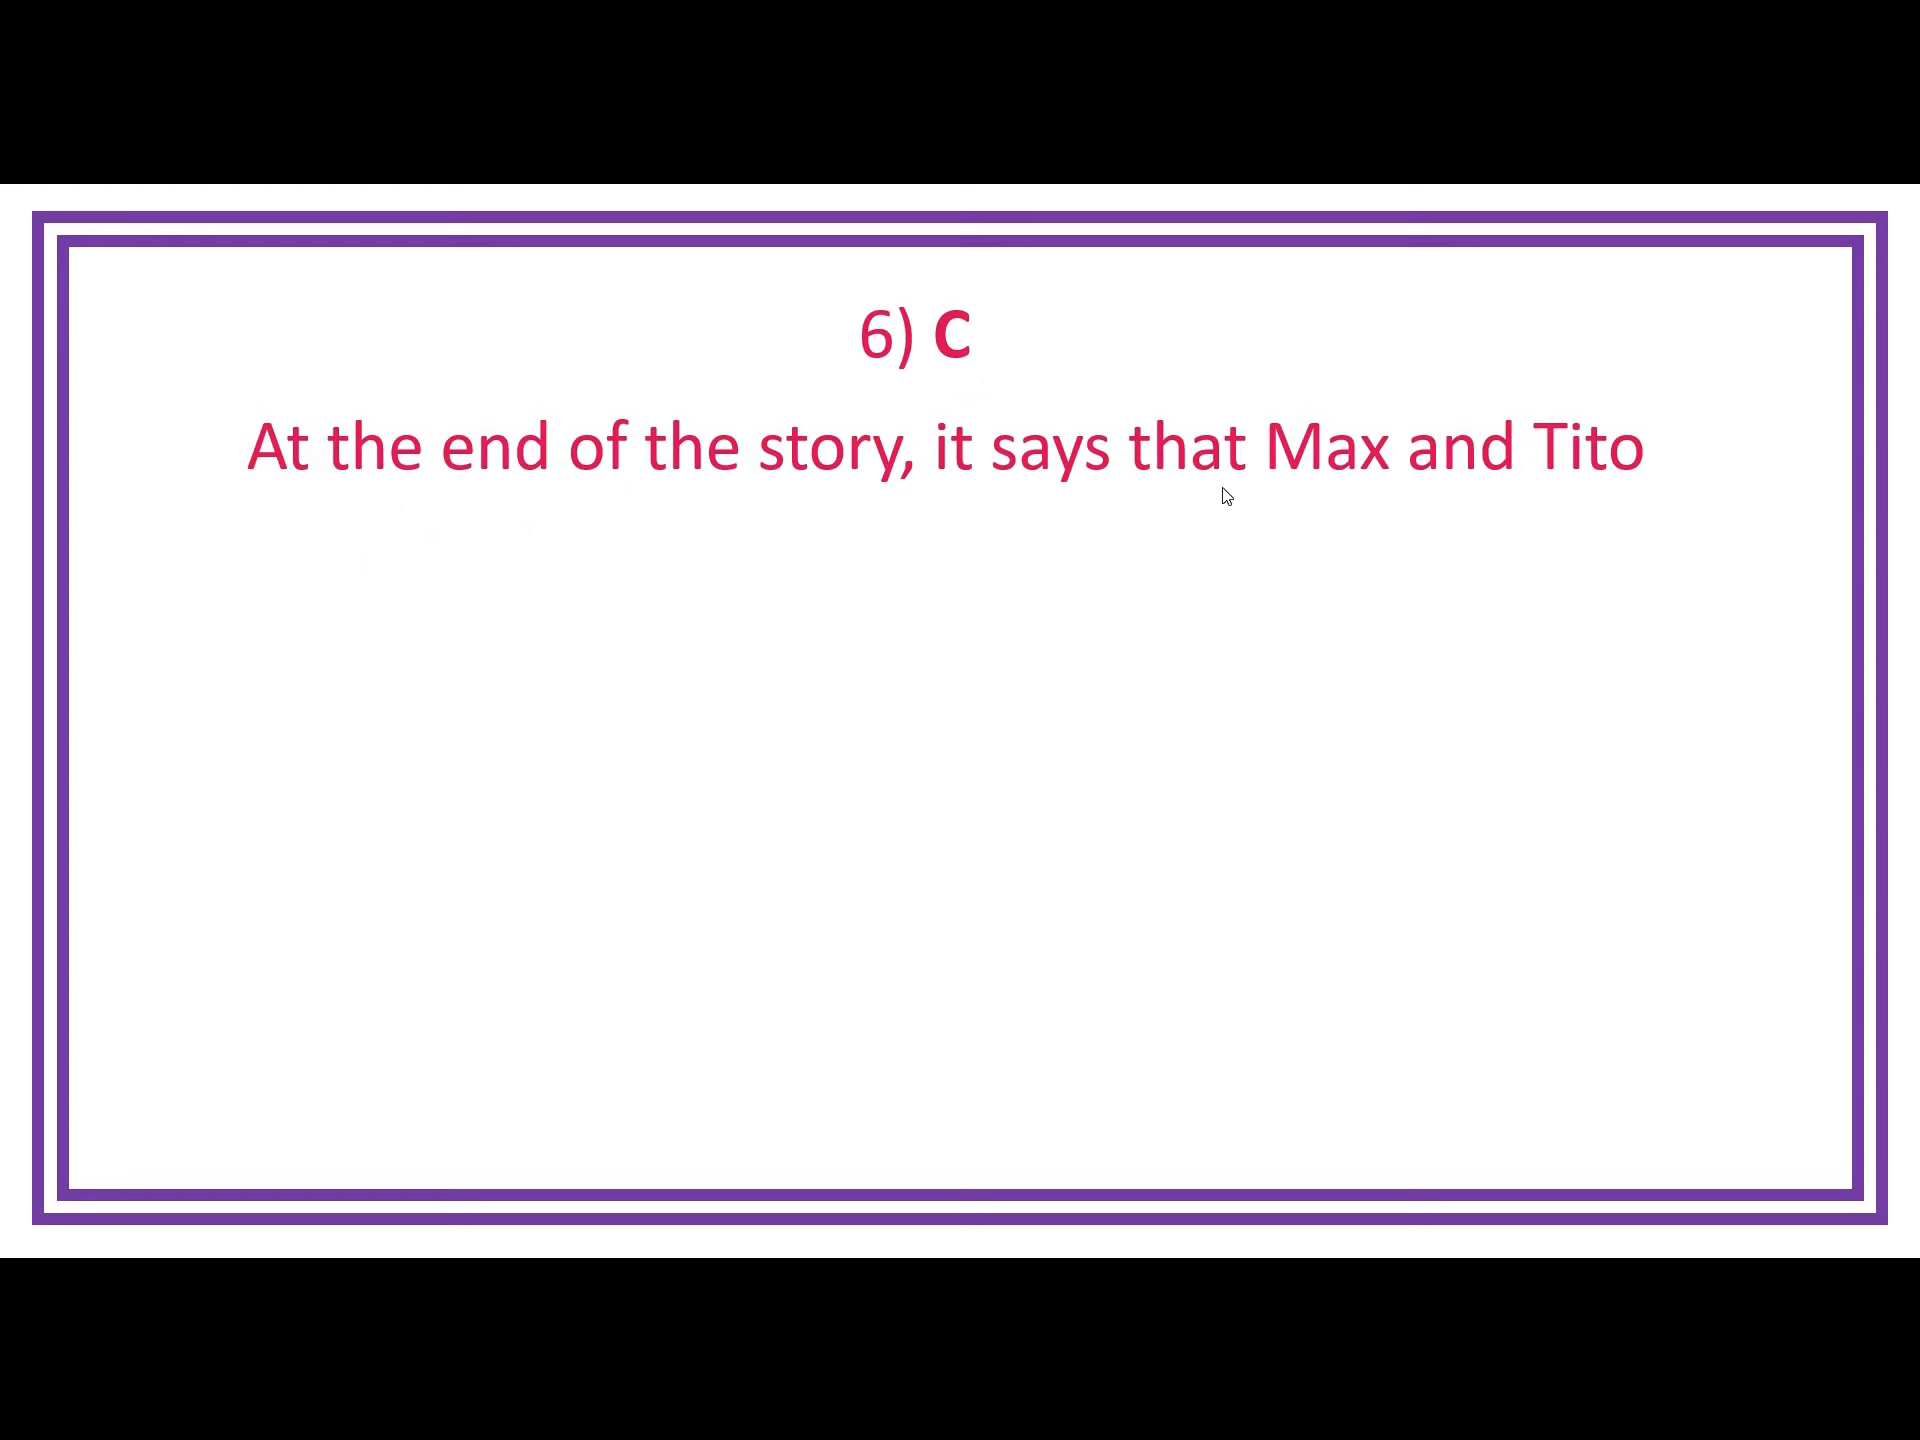 6) C
At the end of the story, it says that Max and Tito